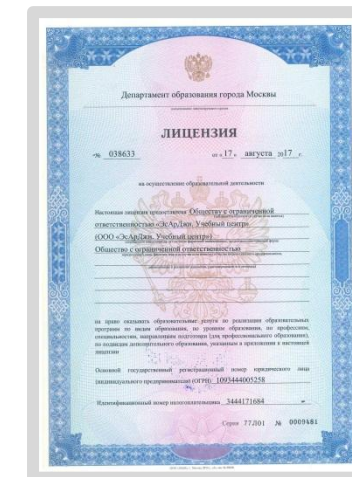 Департамент образования города Москвы
ЛИЦЕНЗИЯ
№ 038633 от « 17 » августа 2017 г.
на осуществление образовательной деятельности
Настоящая лицензия предоставлена Обществу с ограниченной
ответственностью «ЭсАрДжи. Учебный центр»
(ООО «ЭсАрДжи. Учебный центр»)
Общество с ограниченной ответственностью
на право оказывать образовательные услуги по реализации образовательных
программ по видам образования, по уровням образования, по профессиям,
специальностям, направлениям подготовки (для профессионального образования),
по подвидам дополнительного образования, указанным в приложении к настоящей
лицензии
Основной государственный регистрационный номер юридического лица
(индивидуального предпринимателя) (ОГРН) 1093444005258
Идентификационный номер налогоплательщика 3444171684
Серия 77Л01 № 0009481